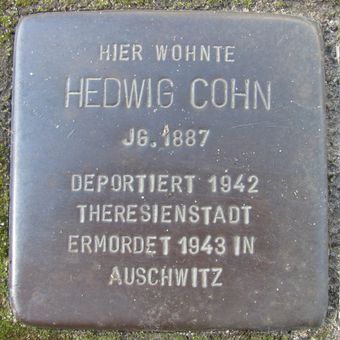 HIER WOHNTE
HEDWIG COHN
JG. 1887
DEPORTIERT 1942
THERESIENSTADT
ERMORDET 1943 IN
AUSCHWITZ